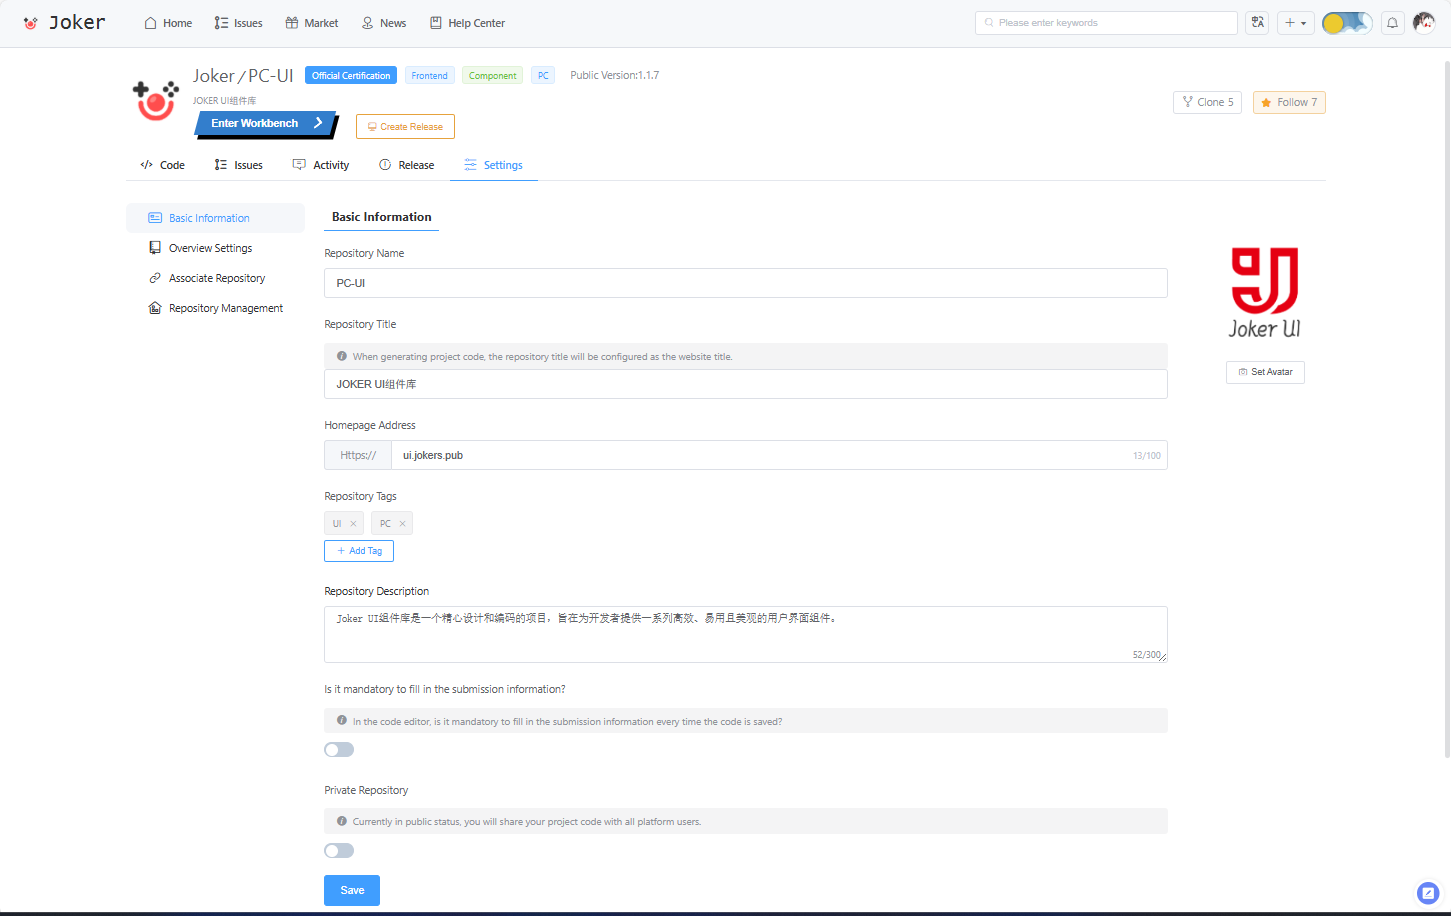 Joker
Home
Issues
Market
News
Help Center
Please enter keywords
Joker / PC-UI
Official Certification
Frontend
Component
PC
Public Version:1.1.7
JOKER UI组件库
Enter Workbench
Create Release
Clone 5
Follow 7
Code
Issues
Activity
Release
Settings
Basic Information
Overview Settings
Associate Repository
Repository Management
Basic Information
Repository Name
PC-UI
Repository Title
When generating project code, the repository title will be configured as the website title.
JOKER UI组件库
Homepage Address
Https://
ui.jokers.pub
13/100
Repository Tags
UI
PC
Add Tag
Repository Description
Joker UI组件库是一个精心设计和编码的项目，旨在为开发者提供一系列高效、易用且美观的用户界面组件。
52/300
Is it mandatory to fill in the submission information?
In the code editor, is it mandatory to fill in the submission information every time the code is saved?
Private Repository
Currently in public status, you will share your project code with all platform users.
Save
Joker UI
Set Avatar